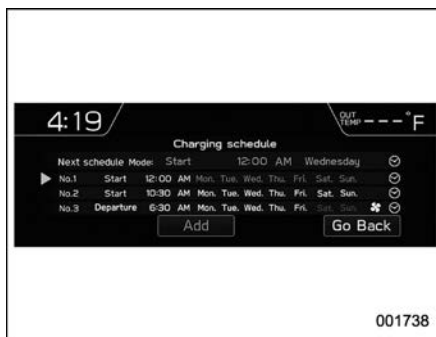 4:19
OUT TEMP ---°F
Charging schedule
Next schedule Mode: Start 12:00 AM Wednesday
No.1 Start 12:00 AM Mon. Tue. Wed. Thu. Fri. Sat. Sun.
No.2 Start 10:30 AM Mon. Tue. Wed. Thu. Fri. Sat. Sun.
No.3 Departure 6:30 AM Mon. Tue. Wed. Thu. Fri. Sat. Sun.
Add Go Back
001738